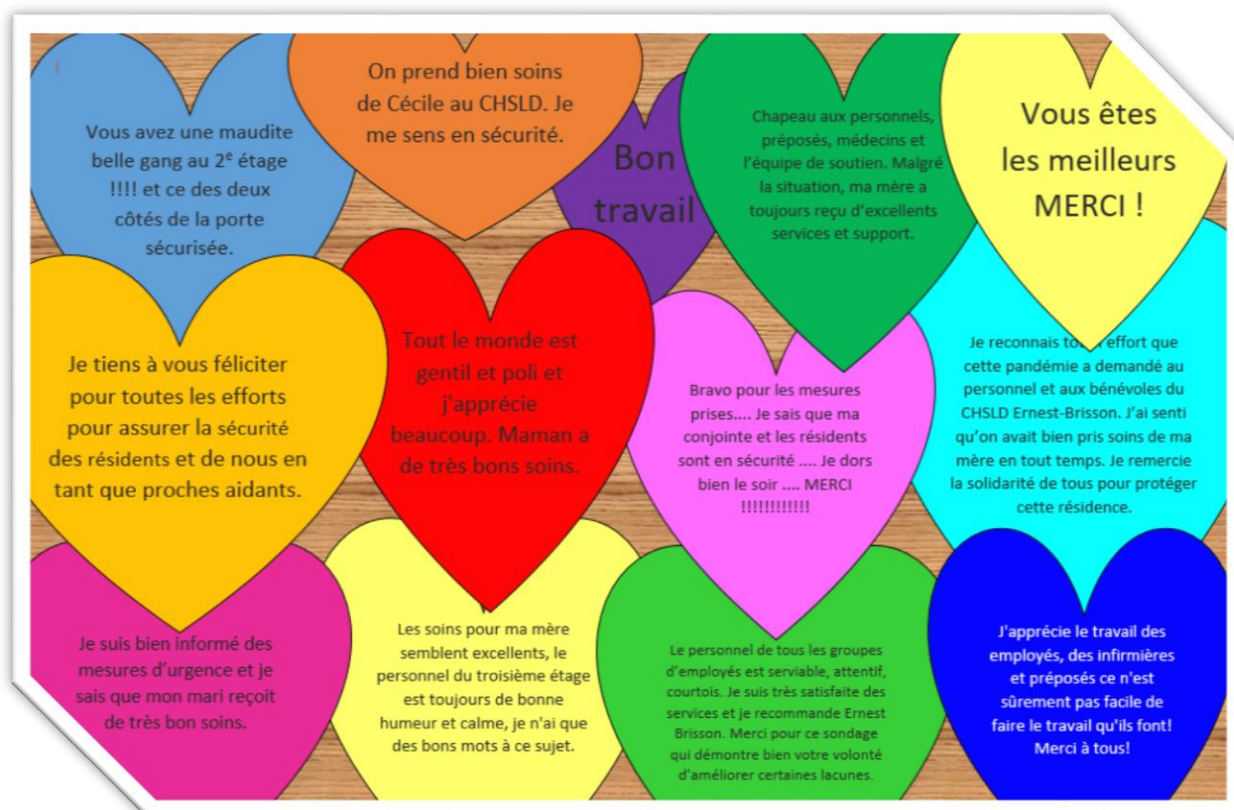 Vous avez une maudite
belle gang au 2e étage
!!!! et ce des deux
côtés de la porte
sécurisée.
On prend bien soins
de Cécile au CHSLD. Je
me sens en sécurité.
Bon
travail
Chapeau aux personnels,
préposés, médecins et
l'équipe de soutien. Malgré
la situation, ma mère a
toujours reçu d'excellents
services et support.
Vous êtes
les meilleurs
MERCI !
Je tiens à vous féliciter
pour toutes les efforts
pour assurer la sécurité
des résidents et de nous en
tant que proches aidants.
Tout le monde est
gentil et poli et
j'apprécie
beaucoup. Maman a
de très bons soins.
Bravo pour les mesures
prises.... Je sais que ma
conjointe et les résidents
sont en sécurité .... Je dors
bien le soir .... MERCI
!!!!!!!!!!!!
Je reconnais effort que
cette pandémie a demandé au
personnel et aux bénévoles du
CHSLD Ernest-Brisson. J'ai senti
qu'on avait bien pris soins de ma
mère en tout temps. Je remercie
la solidarité de tous pour protéger
cette résidence.
Je suis bien informé des
mesures d'urgence et je
sais que mon mari reçoit
de très bon soins.
Les soins pour ma mère
semblent excellents, le
personnel du troisième étage
est toujours de bonne
humeur et calme, je n'ai que
des bons mots à ce sujet.
Le personnel de tous les groupes
d'employés est serviable, attentif,
courtois. Je suis très satisfaite des
services et je recommande Ernest
Brisson. Merci pour ce sondage
qui démontre bien votre volonté
d'améliorer certaines lacunes.
J'apprécie le travail des
employés, des infirmières
et préposés ce n'est
sûrement pas facile de
faire le travail qu'ils font!
Merci à tous!